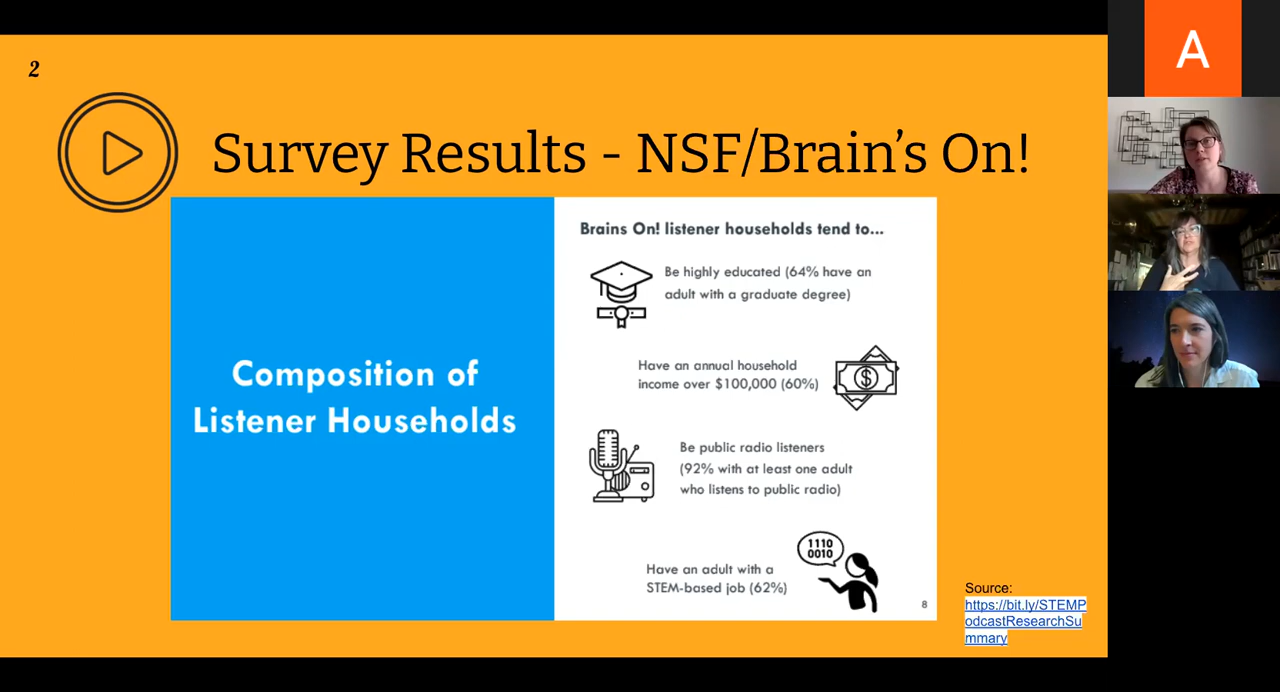 2
Survey Results - NSF/Brain’s On!
Composition of
Listener Households
Brains On! listener households tend to...
Be highly educated (64% have an
adult with a graduate degree)
Have an annual household
income over $100,000 (60%)
$
Be public radio listeners
(92% with at least one adult
who listens to public radio)
1110
0010
Have an adult with a
STEM-based job (62%)
8
Source:
https://bit.ly/STEMP
odcastResearchSu
mmary
A